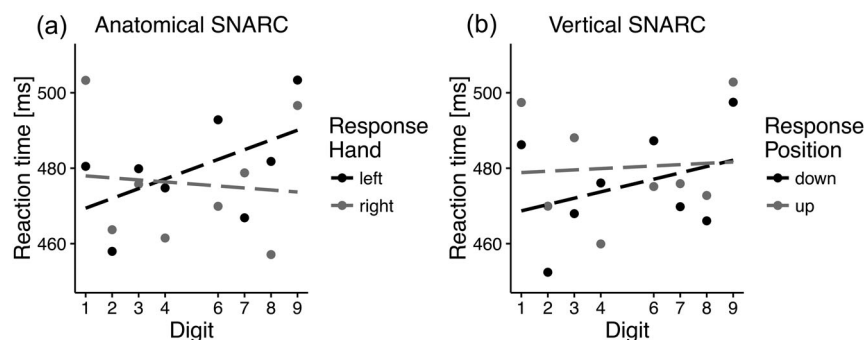 (a) Anatomical SNARC
Reaction time [ms]
500
480
460
1 2 3 4 6 7 8 9
Digit
Response
Hand
left
right
(b) Vertical SNARC
Reaction time [ms]
500
480
460
1 2 3 4 6 7 8 9
Digit
Response
Position
down
up